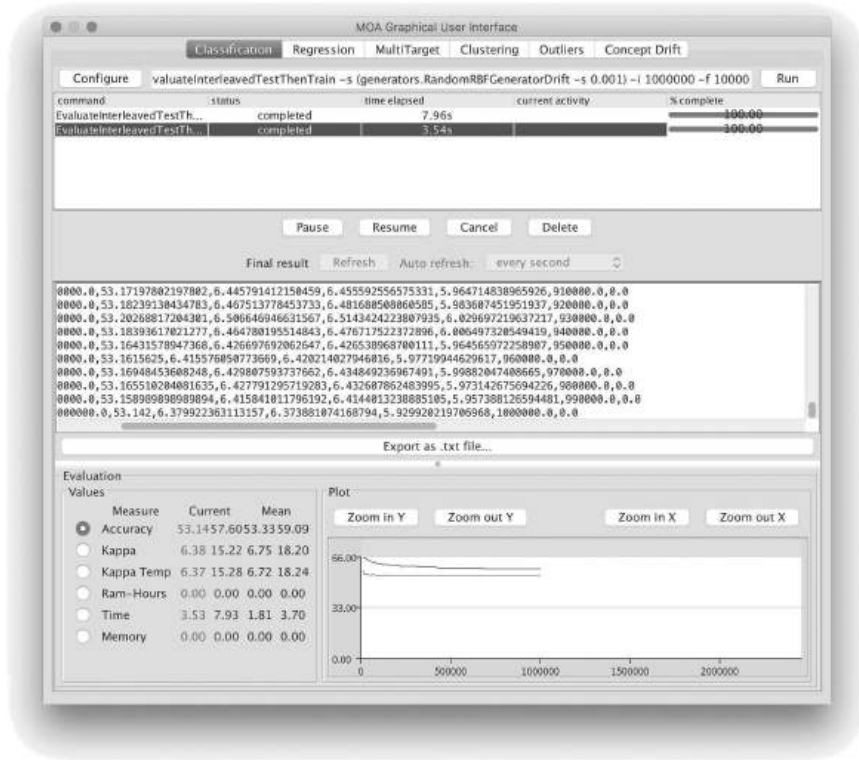 MOA Graphical User Interface
Classification Regression MultiTarget Clustering Outliers Concept Drift
Configure valuateInterleavedTestThenTrain -s (generators.RandomRBFGeneratorDrift -s 0.001) -i 1000000 -f 10000 Run
command status time elapsed current activity % complete
EvaluateInterleavedTestTh... completed 7.96s 100.00
EvaluateInterleavedTestTh... completed 3.54s 100.00
Pause Resume Cancel Delete
Final result Refresh Auto refresh: every second
0000.0,53.17197802197802,6.445791412150459,6.455592556575331,5.964714838965926,910000.0,0.0
0000.0,53.18239130434783,6.467513778453733,6.481680508060585,5.983607451951937,920000.0,0.0
0000.0,53.20268817204301,6.506646946631567,6.5143424223807935,6.029697219637217,930000.0,0.0
0000.0,53.18393617021277,6.464780195514843,6.476717522372896,6.006497320549419,940000.0,0.0
0000.0,53.16431578947368,6.426697692062647,6.426538968700111,5.964565972258907,950000.0,0.0
0000.0,53.1615625,6.415576050773669,6.420214027946016,5.97719944629617,960000.0,0.0
0000.0,53.16948453608248,6.429807593737662,6.434849236967491,5.99882047408665,970000.0,0.0
0000.0,53.165510204081635,6.427791295719283,6.432607862483995,5.973142675694226,980000.0,0.0
0000.0,53.158989898989894,6.415841011796192,6.4144013238885105,5.957388126594481,990000.0,0.0
000000.0,53.142,6.379922363113157,6.373881074168794,5.929920219706968,1000000.0,0.0
Export as .txt file...
Evaluation
Values Plot
Measure Current Mean Zoom in Y Zoom out Y Zoom in X Zoom out X
Accuracy 53.14 57.60 53.33 59.09
Kappa 6.38 15.22 6.75 18.20
Kappa Temp 6.37 15.28 6.72 18.24
Ram-Hours 0.00 0.00 0.00 0.00
Time 3.53 7.93 1.81 3.70
Memory 0.00 0.00 0.00 0.00
66.00
33.00
0.00
0 500000 1000000 1500000 2000000